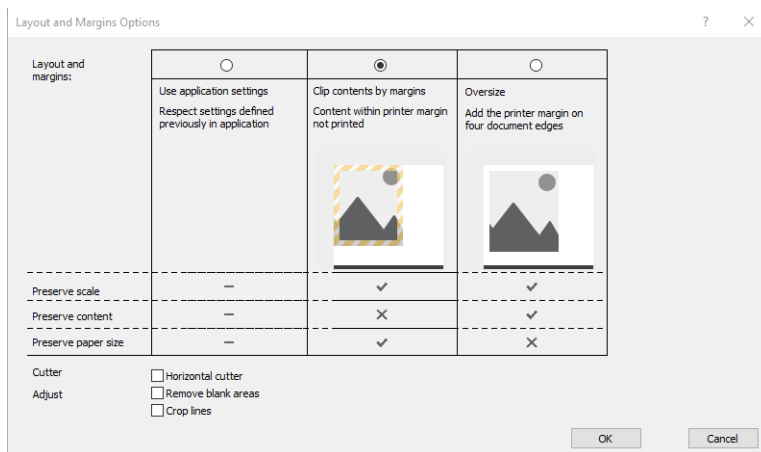 Layout and Margins Options
?
Layout and
margins:
Use application settings
Respect settings defined
previously in application
Clip contents by margins
Content within printer margin
not printed
Oversize
Add the printer margin on
four document edges
Preserve scale
Preserve content
Preserve paper size
Cutter
Horizontal cutter
Adjust
Remove blank areas
Crop lines
OK
Cancel